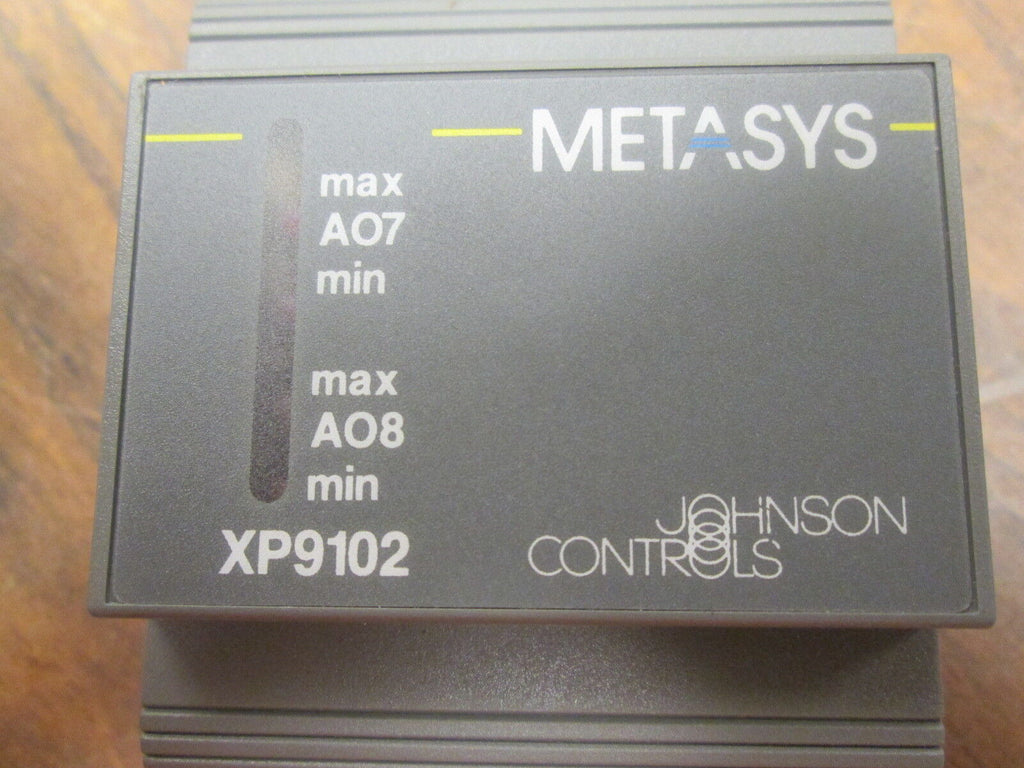 METASYS
max
AO7
min
max
AO8
min
XP9102
JOHNSON
CONTROLS